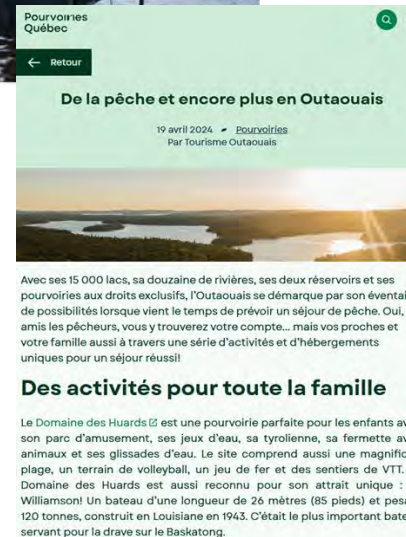 Pourvoiries
Québec
← Retour
De la pêche et encore plus en Outaouais
19 avril 2024 Pourvoiries
Par Tourisme Outaouais
Avec ses 15 000 lacs, sa douzaine de rivières, ses deux réservoirs et ses
pourvoiries aux droits exclusifs, l'Outaouais se démarque par son éventai
de possibilités lorsque vient le temps de prévoir un séjour de pêche. Oui,
amis les pêcheurs, vous y trouverez votre compte... mais vos proches et
votre famille aussi à travers une série d'activités et d'hébergements
uniques pour un séjour réussi!
Des activités pour toute la famille
Le Domaine des Huards est une pourvoirie parfaite pour les enfants av
son parc d'amusement, ses jeux d'eau, sa tyrolienne, sa fermette av
animaux et ses glissades d'eau. Le site comprend aussi une magnific
plage, un terrain de volleyball, un jeu de fer et des sentiers de VTT.
Domaine des Huards est aussi reconnu pour son attrait unique :
Williamson! Un bateau d'une longueur de 26 mètres (85 pieds) et pesa
120 tonnes, construit en Louisiane en 1943. C'était le plus important bate
servant pour la drave sur le Baskatong.